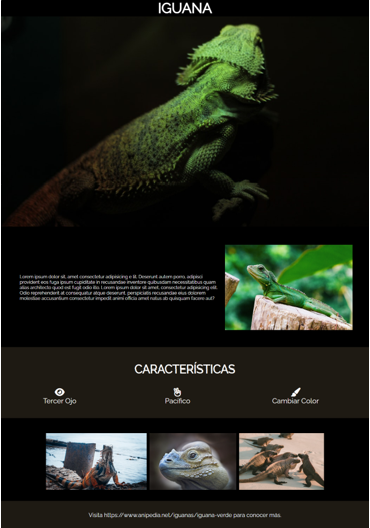 IGUANA
Lorem ipsum dolor sit, amet consectetur adipisicing e lit. Deserunt autem porro, adipisci
provident eos fuga ipsum cupiditate in recusandae inventore quibusdam necessitatibus quam
alias architecto quod est fugit odio illo. Lorem ipsum dolor sit amet, consectetur adipisicing elit.
Odio reprehenderit at consequatur atque deserunt, perspiciatis recusandae eius dolorem
molestiae accusantium consectetur impedit animi officia amet natus ab quisquam facere aut?
CARACTERÍSTICAS
Tercer Ojo
Pacífico
Cambiar Color
Visita https://www.anipedia.net/iguanas/iguana-verde para conocer más.